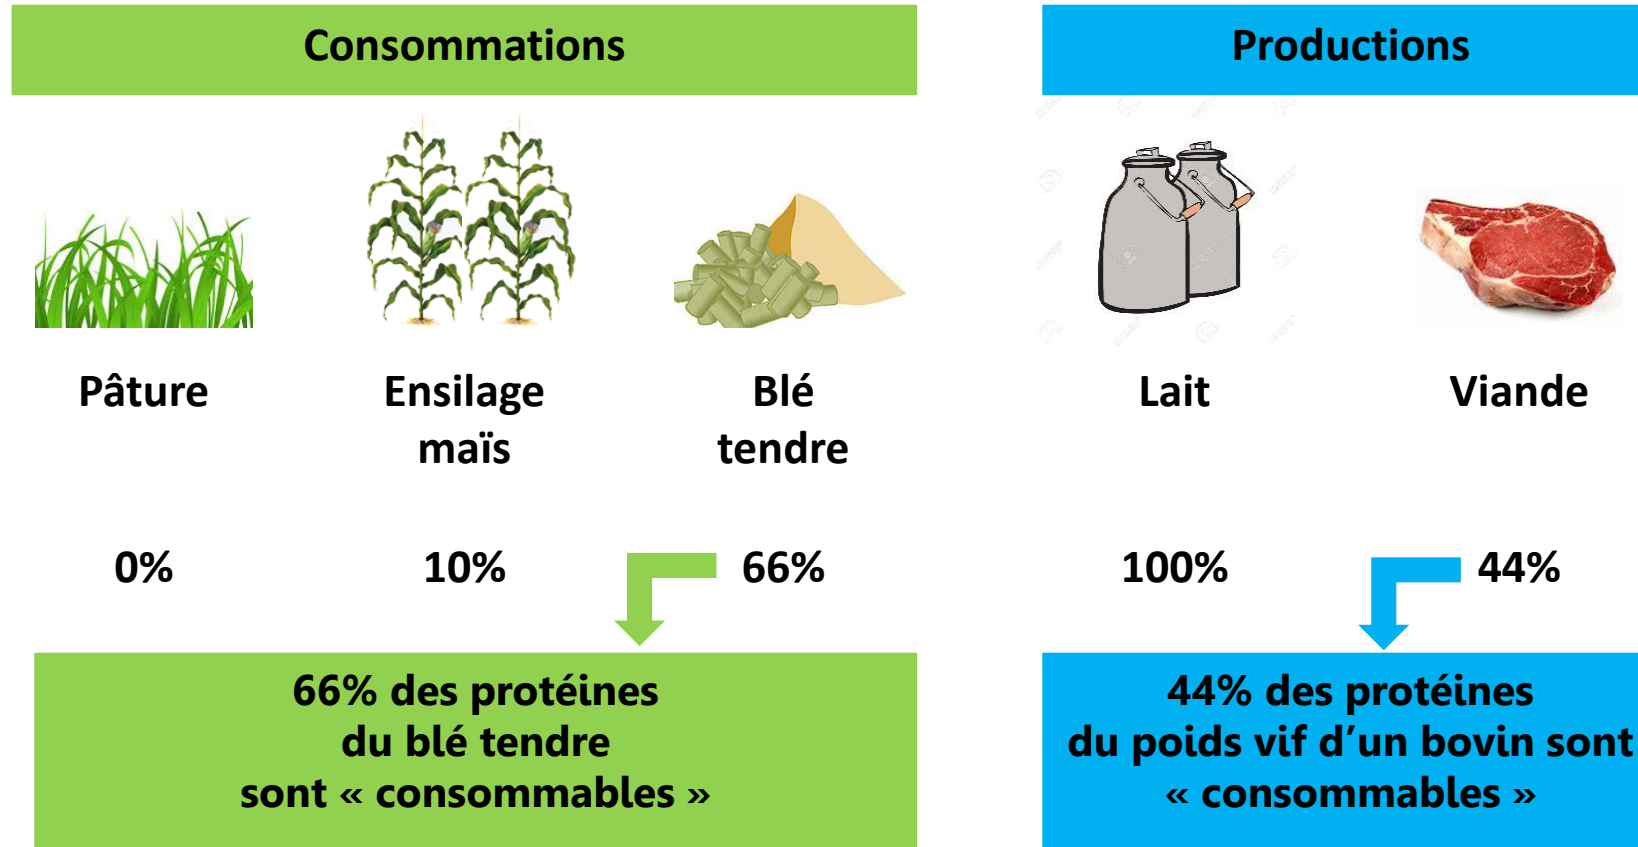 Consommations
Productions
Pâture
Ensilage
maïs
Blé
tendre
Lait
Viande
0%
10%
66%
100%
44%
66% des protéines
du blé tendre
sont « consommables »
44% des protéines
du poids vif d’un bovin sont
« consommables »